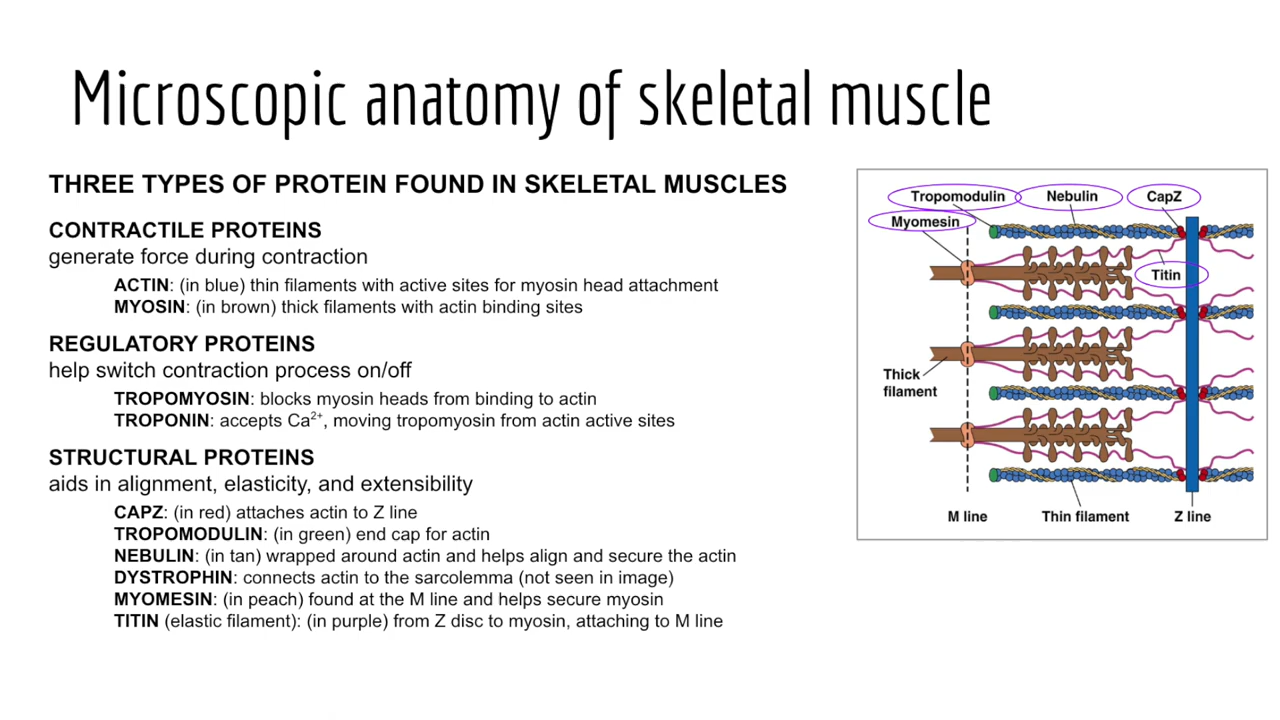 Microscopic anatomy of skeletal muscle
THREE TYPES OF PROTEIN FOUND IN SKELETAL MUSCLES
CONTRACTILE PROTEINS
generate force during contraction
ACTIN: (in blue) thin filaments with active sites for myosin head attachment
MYOSIN: (in brown) thick filaments with actin binding sites
REGULATORY PROTEINS
help switch contraction process on/off
TROPOMYOSIN: blocks myosin heads from binding to actin
TROPONIN: accepts Ca²⁺, moving tropomyosin from actin active sites
STRUCTURAL PROTEINS
aids in alignment, elasticity, and extensibility
CAPZ: (in red) attaches actin to Z line
TROPOMODULIN: (in green) end cap for actin
NEBULIN: (in tan) wrapped around actin and helps align and secure the actin
DYSTROPHIN: connects actin to the sarcolemma (not seen in image)
MYOMESIN: (in peach) found at the M line and helps secure myosin
TITIN (elastic filament): (in purple) from Z disc to myosin, attaching to M line
Tropomodulin
Nebulin
CapZ
Myomesin
Titin
Thick
filament
M line
Thin filament
Z line